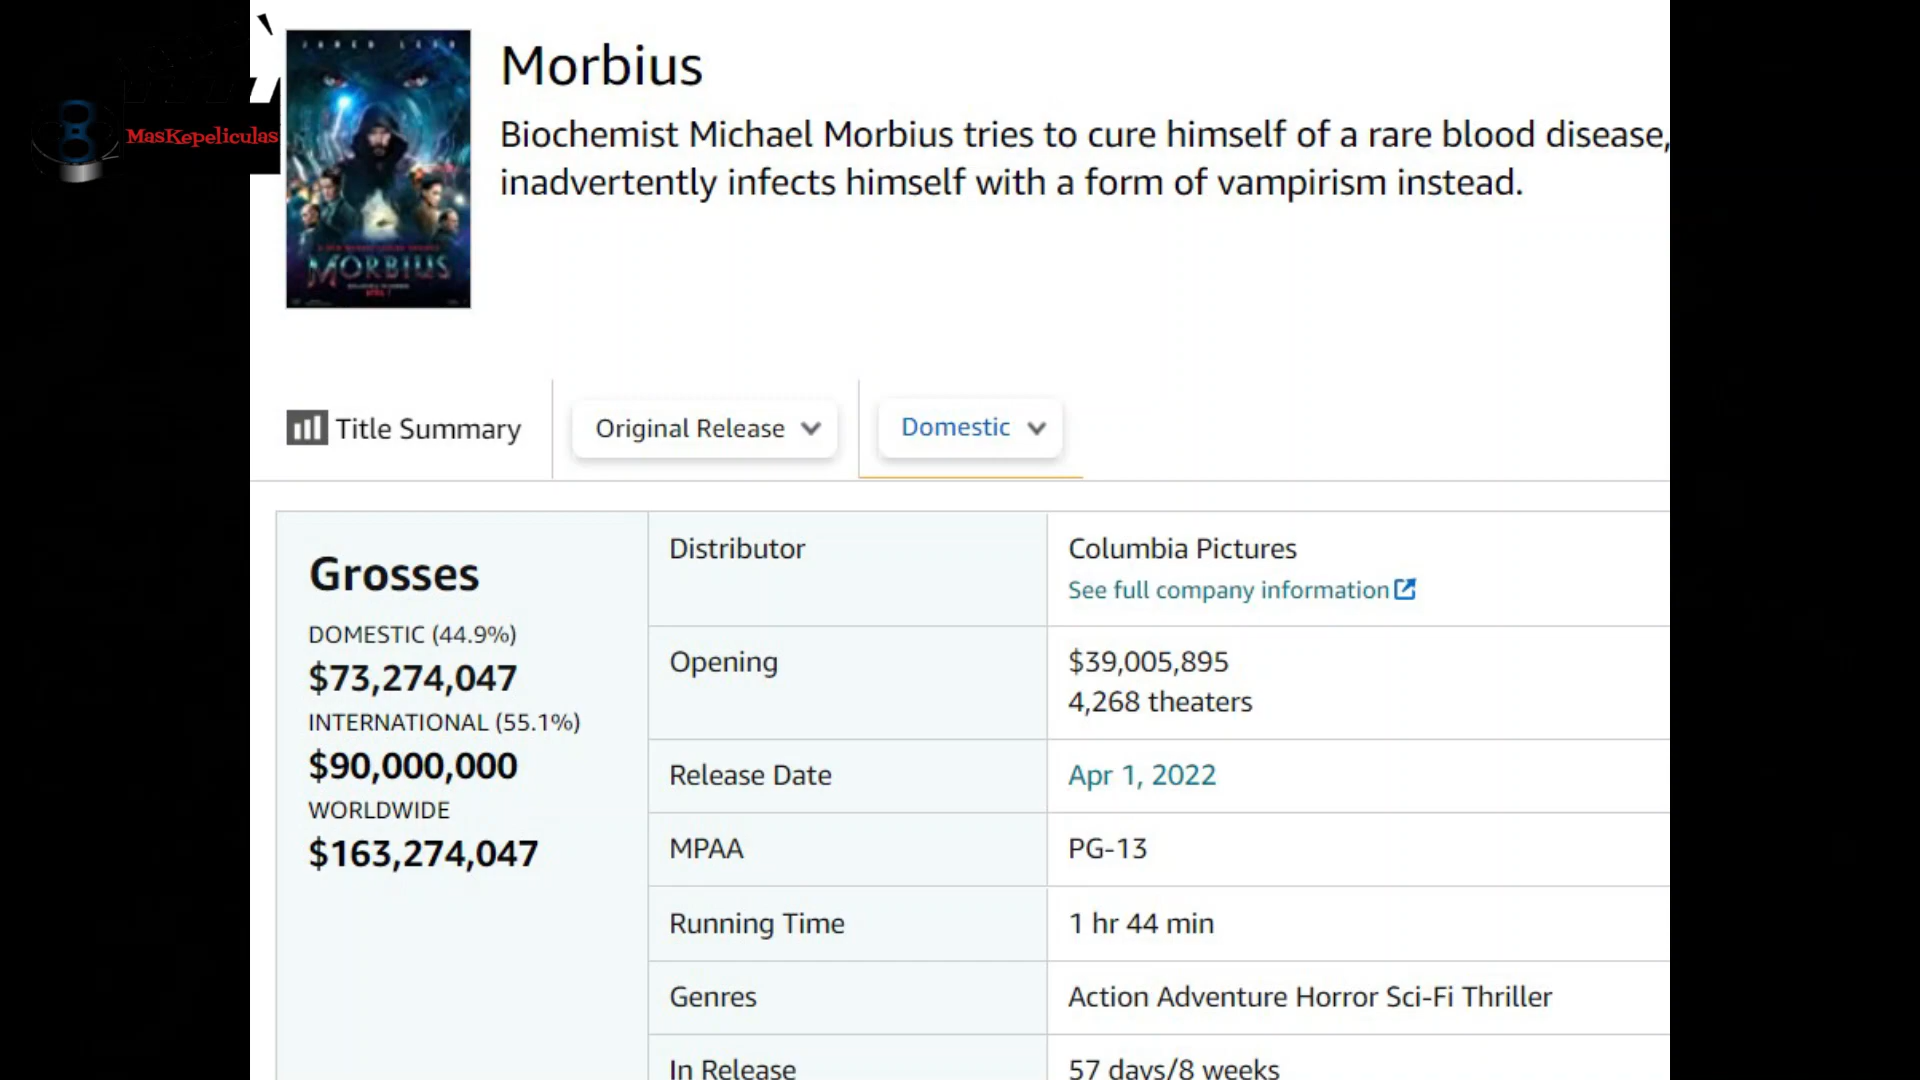 MasKepeliculas
JARED LETO
MORBIUS
Morbius
Biochemist Michael Morbius tries to cure himself of a rare blood disease,
inadvertently infects himself with a form of vampirism instead.
Title Summary
Original Release
Domestic
Grosses
DOMESTIC (44.9%)
$73,274,047
INTERNATIONAL (55.1%)
$90,000,000
WORLDWIDE
$163,274,047
Distributor
Columbia Pictures
See full company information
Opening
$39,005,895
4,268 theaters
Release Date
Apr 1, 2022
MPAA
PG-13
Running Time
1 hr 44 min
Genres
Action Adventure Horror Sci-Fi Thriller
In Release
57 days/8 weeks